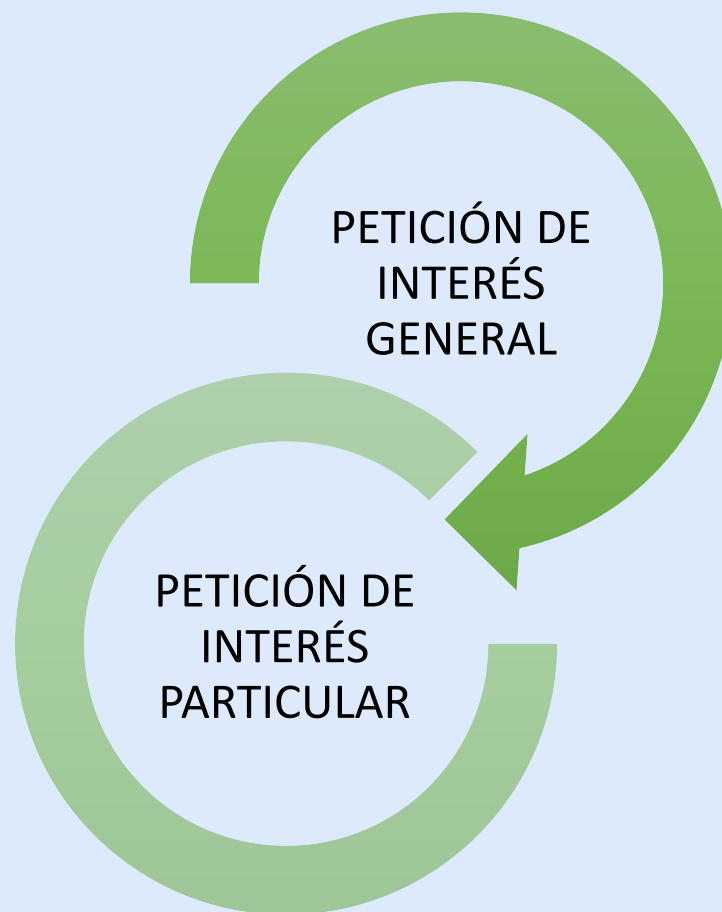 PETICIÓN DE
INTERÉS
GENERAL
PETICIÓN DE
INTERÉS
PARTICULAR